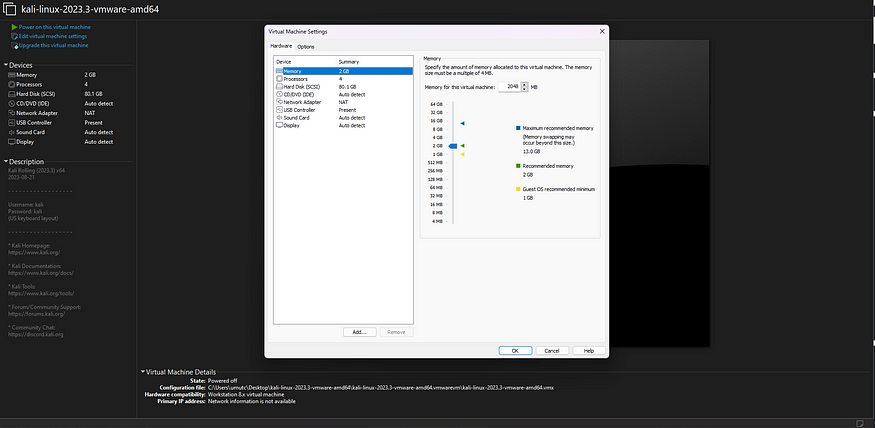 kali-linux-2023.3-vmware-amd64
Power on this virtual machine
Edit virtual machine settings
Upgrade this virtual machine
Devices
Memory 2 GB
Processors 4
Hard Disk (SCSI) 80.1 GB
CD/DVD (IDE) Auto detect
Network Adapter NAT
USB Controller Present
Sound Card Auto detect
Display Auto detect
Description
Kali Rolling (2023.3) x64
2023-08-21
- - - - - - - - - - - - - - - - - -
Username: kali
Password: kali
(US keyboard layout)
- - - - - - - - - - - - - - - - - -
* Kali Homepage:
https://www.kali.org/
* Kali Documentation:
https://www.kali.org/docs/
* Kali Tools:
https://www.kali.org/tools/
* Forum/Community Support:
https://forums.kali.org/
* Community Chat:
https://discord.kali.org
Virtual Machine Settings
Hardware Options
Device Summary
Memory 2 GB
Processors 4
Hard Disk (SCSI) 80.1 GB
CD/DVD (IDE) Auto detect
Network Adapter NAT
USB Controller Present
Sound Card Auto detect
Display Auto detect
Add...
Remove
Memory
Specify the amount of memory allocated to this virtual machine. The memory
size must be a multiple of 4 MB.
Memory for this virtual machine: 2048 MB
64 GB
32 GB
16 GB
8 GB
4 GB
2 GB
1 GB
512 MB
256 MB
128 MB
64 MB
32 MB
16 MB
8 MB
4 MB
Maximum recommended memory
(Memory swapping may
occur beyond this size.)
13.0 GB
Recommended memory
2 GB
Guest OS recommended minimum
1 GB
OK
Cancel
Help
Virtual Machine Details
State: Powered off
Configuration file: C:\Users\umutc\Desktop\kali-linux-2023.3-vmware-amd64\kali-linux-2023.3-vmware-amd64.vmwarevm\kali-linux-2023.3-vmware-amd64.vmx
Hardware compatibility: Workstation 8.x virtual machine
Primary IP address: Network information is not available